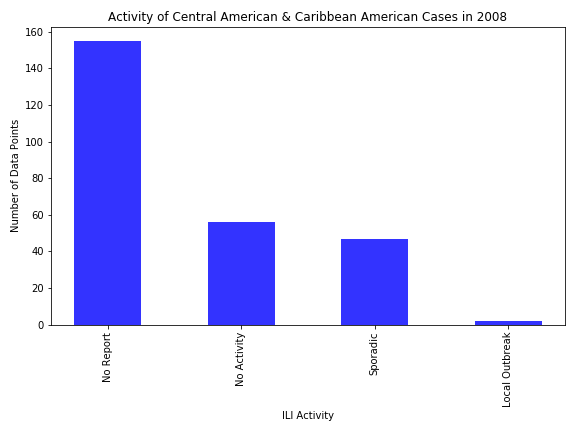 Activity of Central American & Caribbean American Cases in 2008
160
140
120
100
80
60
40
20
0
Number of Data Points
No Report
No Activity
Sporadic
Local Outbreak
ILI Activity